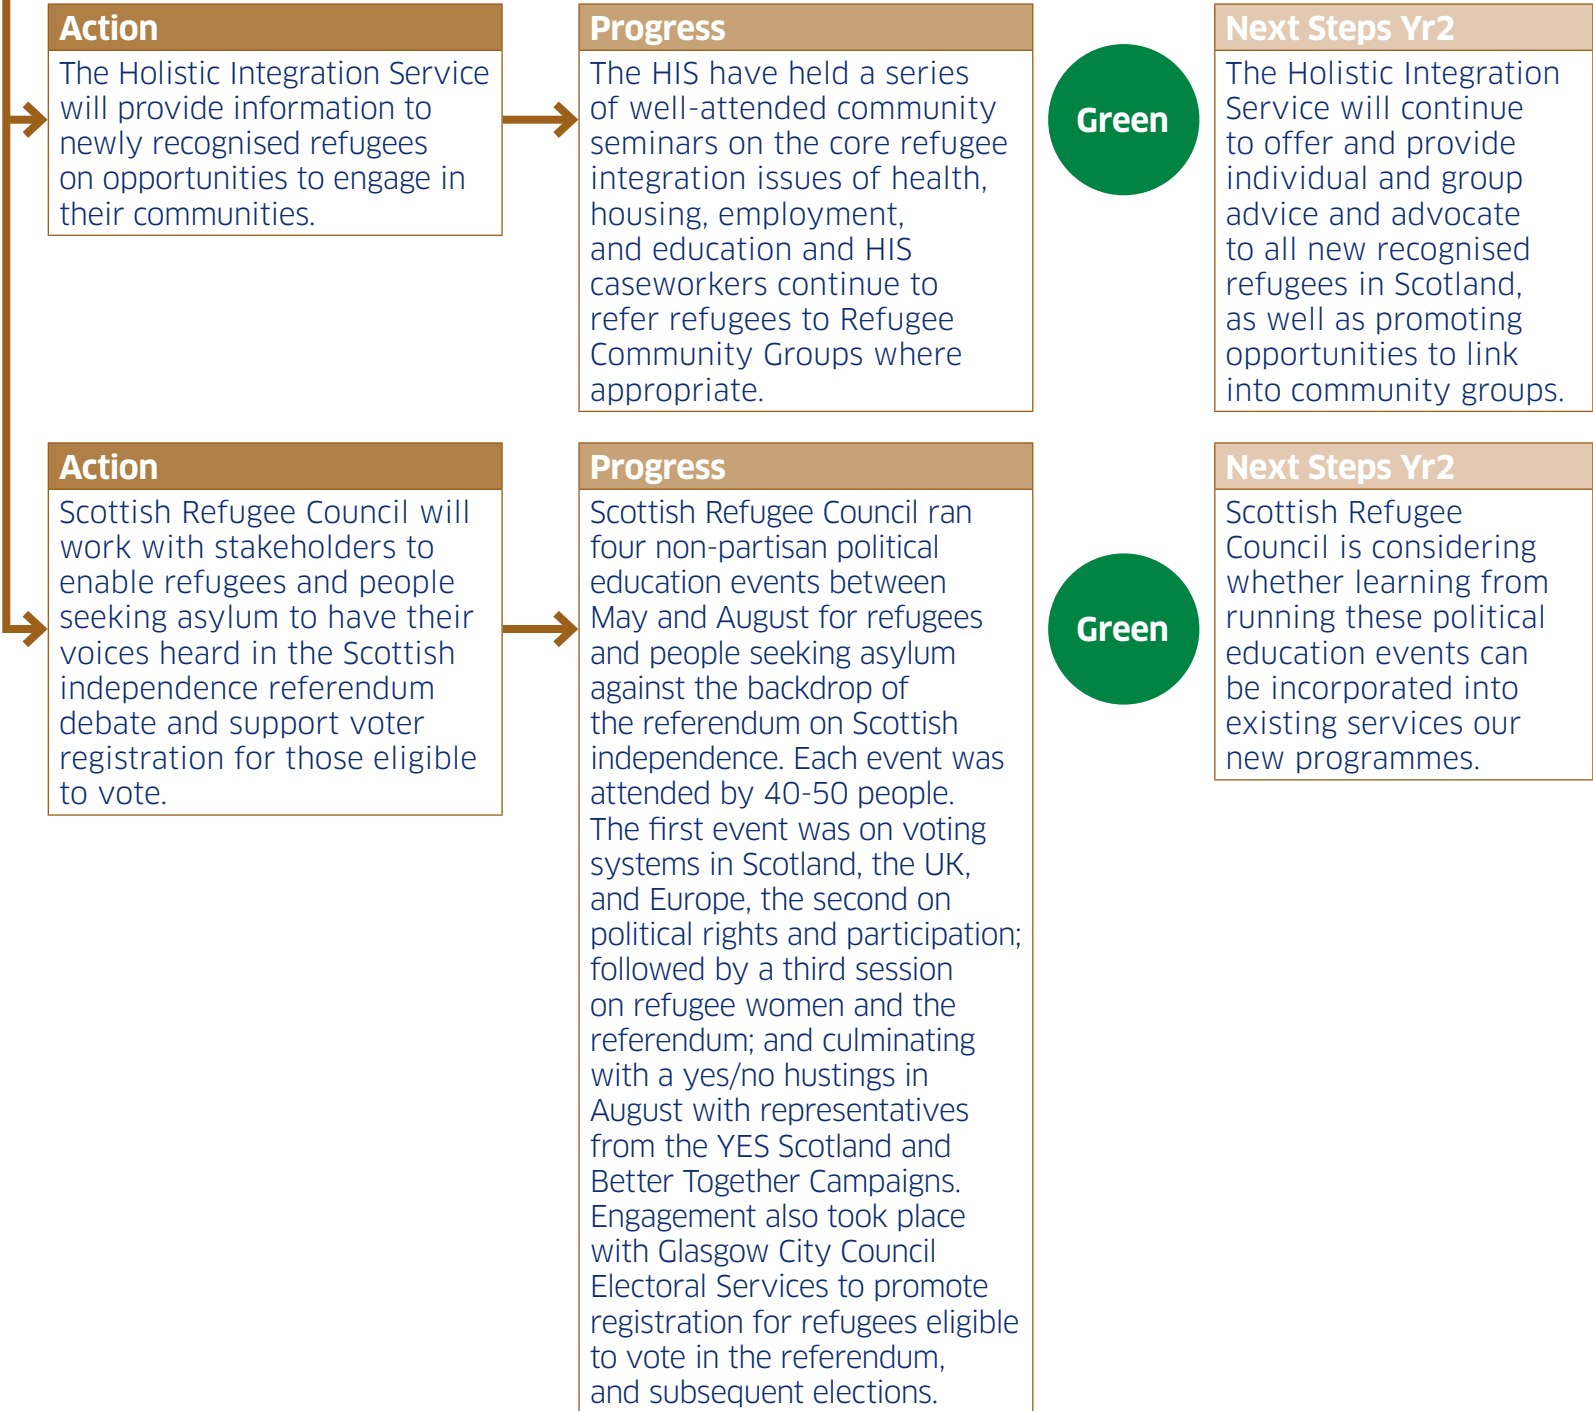 Action
The Holistic Integration Service
will provide information to
newly recognised refugees
on opportunities to engage in
their communities.
Progress
The HIS have held a series
of well-attended community
seminars on the core refugee
integration issues of health,
housing, employment,
and education and HIS
caseworkers continue to
refer refugees to Refugee
Community Groups where
appropriate.
Green
Next Steps Yr2
The Holistic Integration
Service will continue
to offer and provide
individual and group
advice and advocate
to all new recognised
refugees in Scotland,
as well as promoting
opportunities to link
into community groups.
Action
Scottish Refugee Council will
work with stakeholders to
enable refugees and people
seeking asylum to have their
voices heard in the Scottish
independence referendum
debate and support voter
registration for those eligible
to vote.
Progress
Scottish Refugee Council ran
four non-partisan political
education events between
May and August for refugees
and people seeking asylum
against the backdrop of
the referendum on Scottish
independence. Each event was
attended by 40-50 people.
The first event was on voting
systems in Scotland, the UK,
and Europe, the second on
political rights and participation;
followed by a third session
on refugee women and the
referendum; and culminating
with a yes/no hustings in
August with representatives
from the YES Scotland and
Better Together Campaigns.
Engagement also took place
with Glasgow City Council
Electoral Services to promote
registration for refugees eligible
to vote in the referendum,
and subsequent elections.
Green
Next Steps Yr2
Scottish Refugee
Council is considering
whether learning from
running these political
education events can
be incorporated into
existing services our
new programmes.